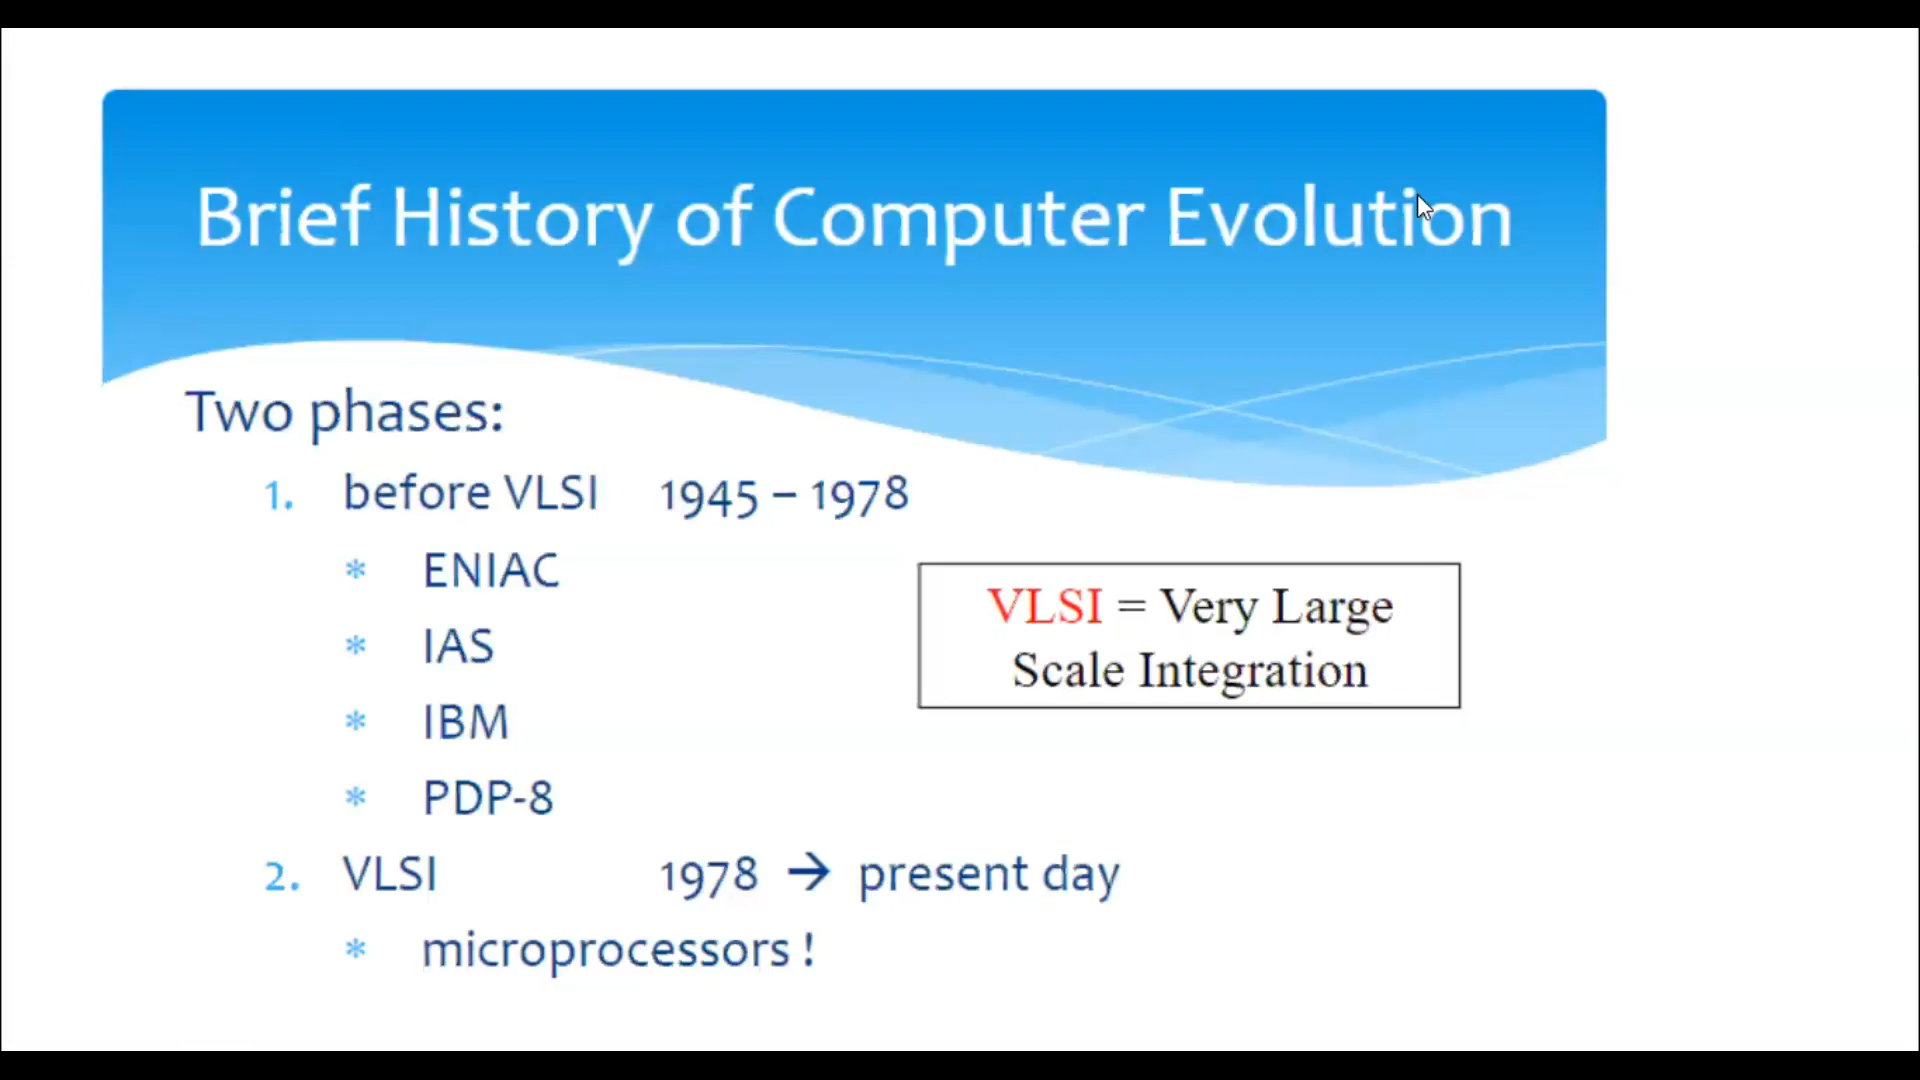 Brief History of Computer Evolution
Two phases:
1. before VLSI 1945 – 1978
* ENIAC
* IAS
* IBM
* PDP-8
VLSI = Very Large
Scale Integration
2. VLSI 1978 → present day
* microprocessors !